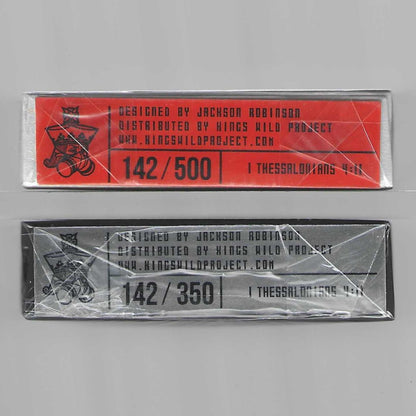 DESIGNED BY JACKSON ROBINSON
DISTRIBUTED BY KINGS WILD PROJECT
WWW.KINGSWILDPROJECT.COM
142/500
1 THESSALONIANS 4:11
DESIGNED BY JACKSON ROBINSON
DISTRIBUTED BY KINGS WILD PROJECT
WWW.KINGSWILDPROJECT.COM
142/350
1 THESSALONIANS 4:11